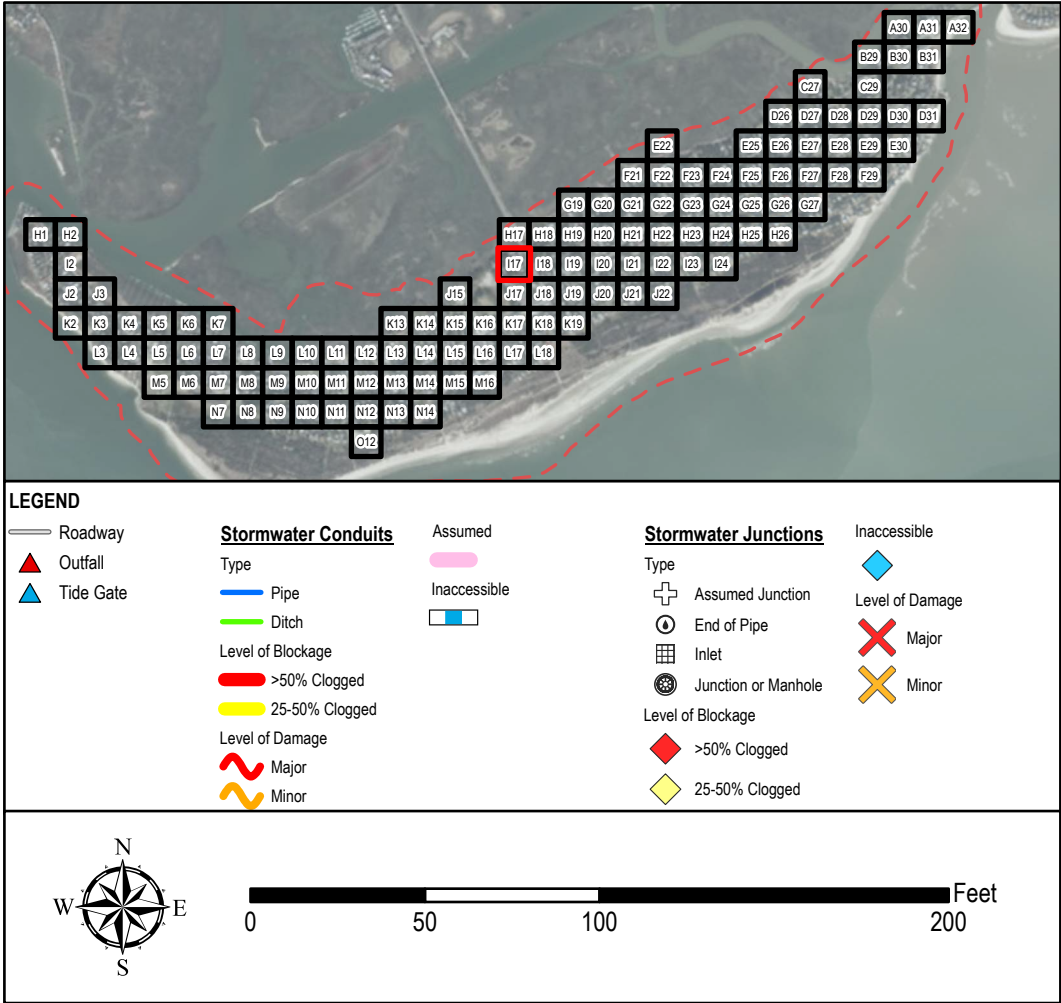 A30 A31 A32
B29 B30 B31
C27 C29
D26 D27 D28 D29 D30 D31
E22 E25 E26 E27 E28 E29 E30
F21 F22 F23 F24 F25 F26 F27 F28 F29
G19 G20 G21 G22 G23 G24 G25 G26 G27
H1 H2 H17 H18 H19 H20 H21 H22 H23 H24 H25 H26
I2 I17 I18 I19 I20 I21 I22 I23 I24
J2 J3 J15 J17 J18 J19 J20 J21 J22
K2 K3 K4 K5 K6 K7 K13 K14 K15 K16 K17 K18 K19
L3 L4 L5 L6 L7 L8 L9 L10 L11 L12 L13 L14 L15 L16 L17 L18
M5 M6 M7 M8 M9 M10 M11 M12 M13 M14 M15 M16
N7 N8 N9 N10 N11 N12 N13 N14
O12
LEGEND
Roadway
Outfall
Tide Gate
Stormwater Conduits
Type
Pipe
Ditch
Level of Blockage
>50% Clogged
25-50% Clogged
Level of Damage
Major
Minor
Assumed
Inaccessible
Stormwater Junctions
Type
Assumed Junction
End of Pipe
Inlet
Junction or Manhole
Level of Blockage
>50% Clogged
25-50% Clogged
Inaccessible
Level of Damage
Major
Minor
N
W E
S
Feet
0 50 100 200